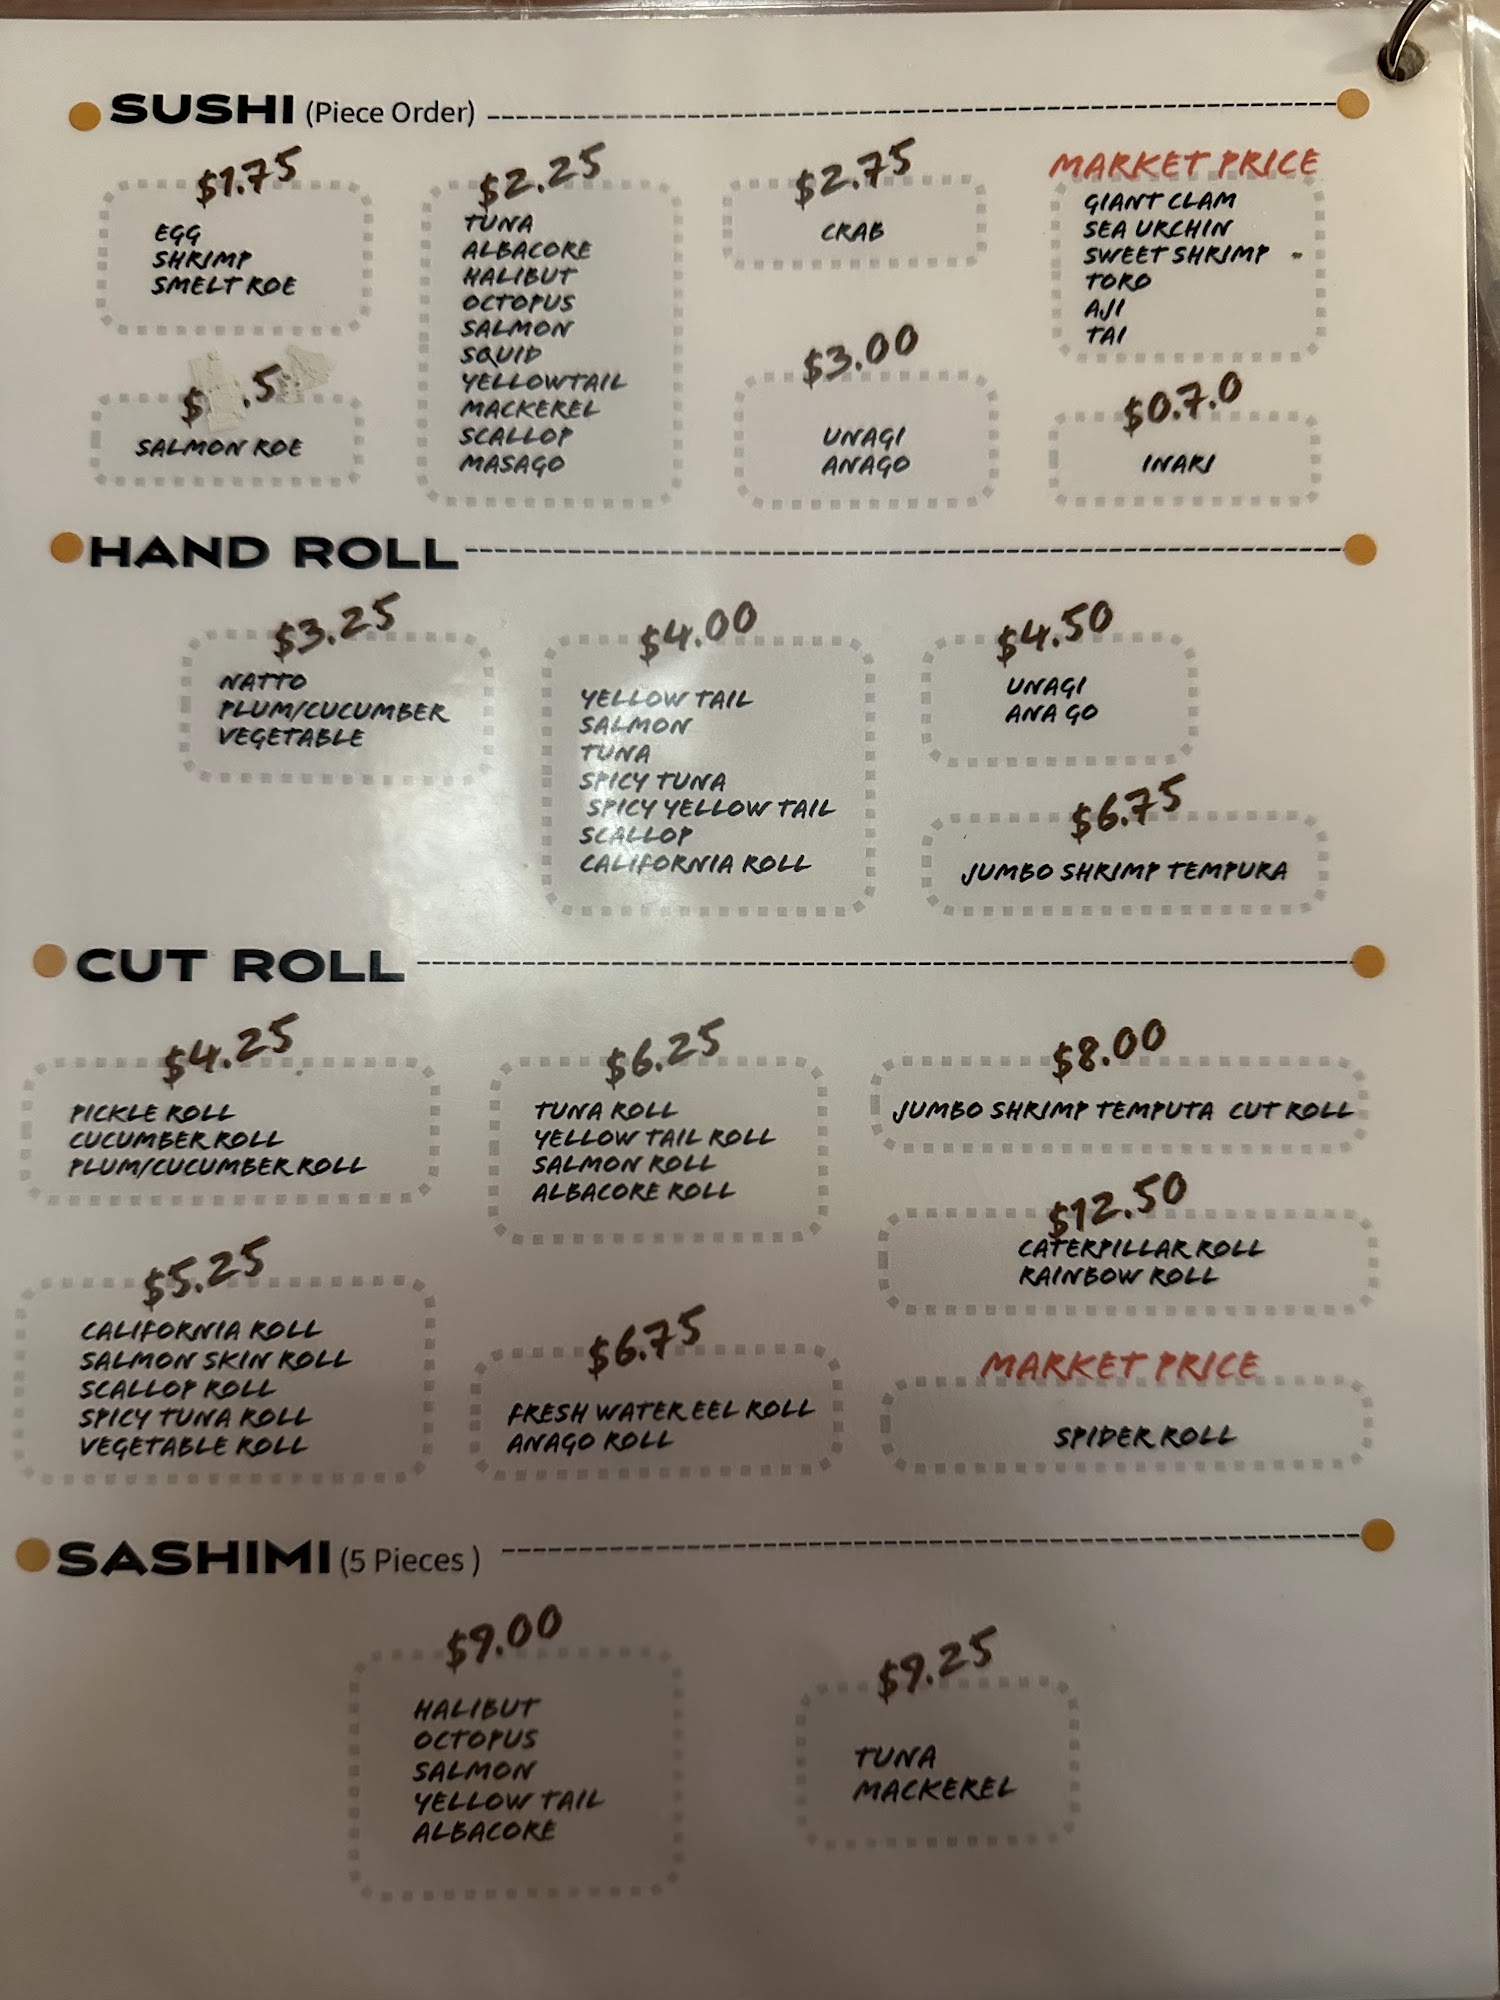 SUSHI (Piece Order)
$1.75
EGG
SHRIMP
SMELT ROE
$ .5
SALMON ROE
$2.25
TUNA
ALBACORE
HALIBUT
OCTOPUS
SALMON
SQUID
YELLOWTAIL
MACKEREL
SCALLOP
MASAGO
$2.75
CRAB
$3.00
UNAGI
ANAGO
MARKET PRICE
GIANT CLAM
SEA URCHIN
SWEET SHRIMP
TORO
AJI
TAI
$0.7.0
INARI
HAND ROLL
$3.25
NATTO
PLUM/CUCUMBER
VEGETABLE
$4.00
YELLOW TAIL
SALMON
TUNA
SPICY TUNA
SPICY YELLOW TAIL
SCALLOP
CALIFORNIA ROLL
$4.50
UNAGI
ANA GO
$6.75
JUMBO SHRIMP TEMPURA
CUT ROLL
$4.25
PICKLE ROLL
CUCUMBER ROLL
PLUM/CUCUMBER ROLL
$5.25
CALIFORNIA ROLL
SALMON SKIN ROLL
SCALLOP ROLL
SPICY TUNA ROLL
VEGETABLE ROLL
$6.25
TUNA ROLL
YELLOW TAIL ROLL
SALMON ROLL
ALBACORE ROLL
$6.75
FRESH WATER EEL ROLL
ANAGO ROLL
$8.00
JUMBO SHRIMP TEMPUTA CUT ROLL
$12.50
CATERPILLAR ROLL
RAINBOW ROLL
MARKET PRICE
SPIDER ROLL
SASHIMI (5 Pieces )
$9.00
HALIBUT
OCTOPUS
SALMON
YELLOW TAIL
ALBACORE
$9.25
TUNA
MACKEREL